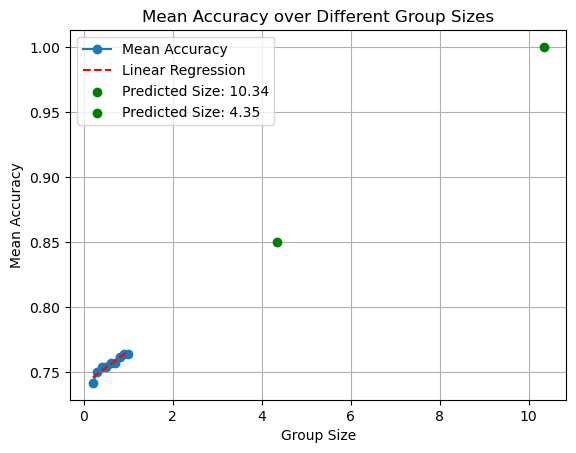 Mean Accuracy over Different Group Sizes
Mean Accuracy
Linear Regression
Predicted Size: 10.34
Predicted Size: 4.35
1.00
0.95
0.90
0.85
0.80
0.75
Mean Accuracy
0 2 4 6 8 10
Group Size